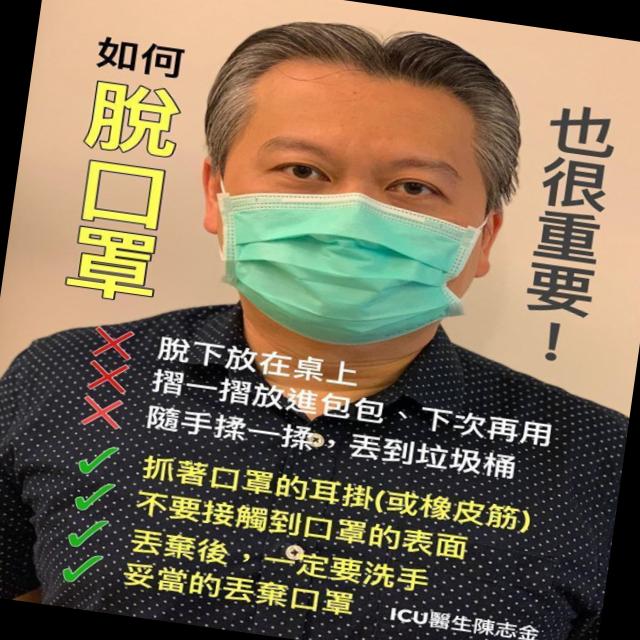 如何
脫口罩
也很重要！
脫下放在桌上
摺一摺放進包包、下次再用
隨手揉一揉，丟到垃圾桶
抓著口罩的耳掛(或橡皮筋)
不要接觸到口罩的表面
丟棄後，一定要洗手
妥當的丟棄口罩
ICU醫生陳志金